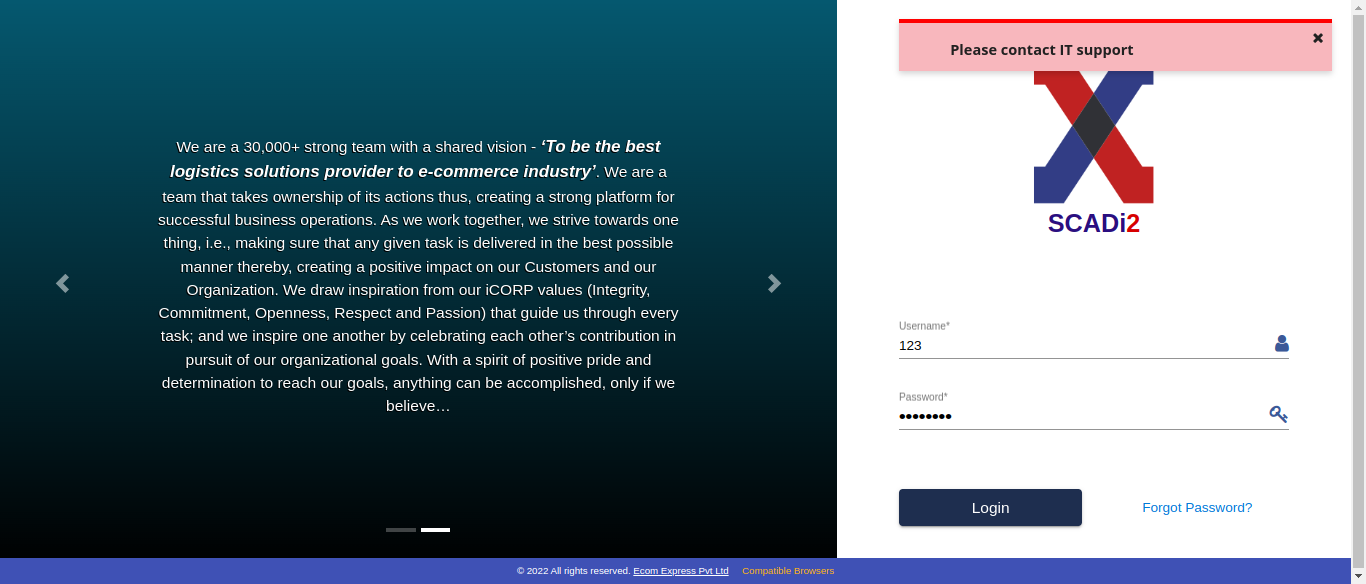 We are a 30,000+ strong team with a shared vision - ‘To be the best
logistics solutions provider to e-commerce industry’. We are a
team that takes ownership of its actions thus, creating a strong platform for
successful business operations. As we work together, we strive towards one
thing, i.e., making sure that any given task is delivered in the best possible
manner thereby, creating a positive impact on our Customers and our
Organization. We draw inspiration from our iCORP values (Integrity,
Commitment, Openness, Respect and Passion) that guide us through every
task; and we inspire one another by celebrating each other’s contribution in
pursuit of our organizational goals. With a spirit of positive pride and
determination to reach our goals, anything can be accomplished, only if we
believe…
Please contact IT support
SCADi2
Username*
123
Password*
••••••••
Login
Forgot Password?
© 2022 All rights reserved. Ecom Express Pvt Ltd Compatible Browsers